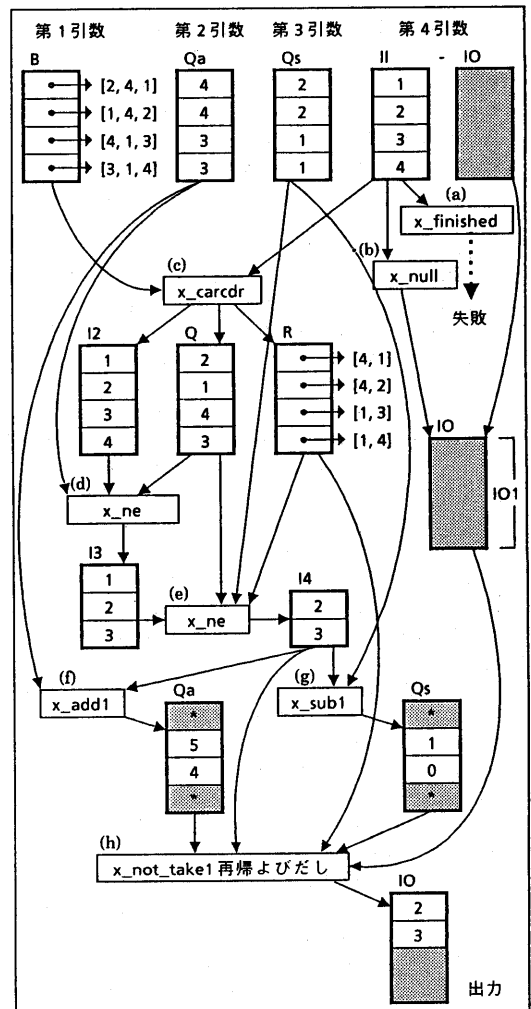 第1引数 第2引数 第3引数 第4引数
B Qa Qs II - IO
[2, 4, 1] 4 2 1
[1, 4, 2] 4 2 2
[4, 1, 3] 3 1 3
[3, 1, 4] 3 1 4
(a)
x_finished
(b)
x_null
失敗
(c)
x_carcdr
I2 Q R
1 2 [4, 1]
2 1 [4, 2]
3 4 [1, 3]
4 3 [1, 4]
IO
IO1
(d)
x_ne
I3
1
2
3
(e)
x_ne
I4
2
3
(f)
x_add1
(g)
x_sub1
Qa
*
5
4
*
Qs
*
1
0
*
(h)
x_not_take1 再帰よびだし
IO
2
3
出力